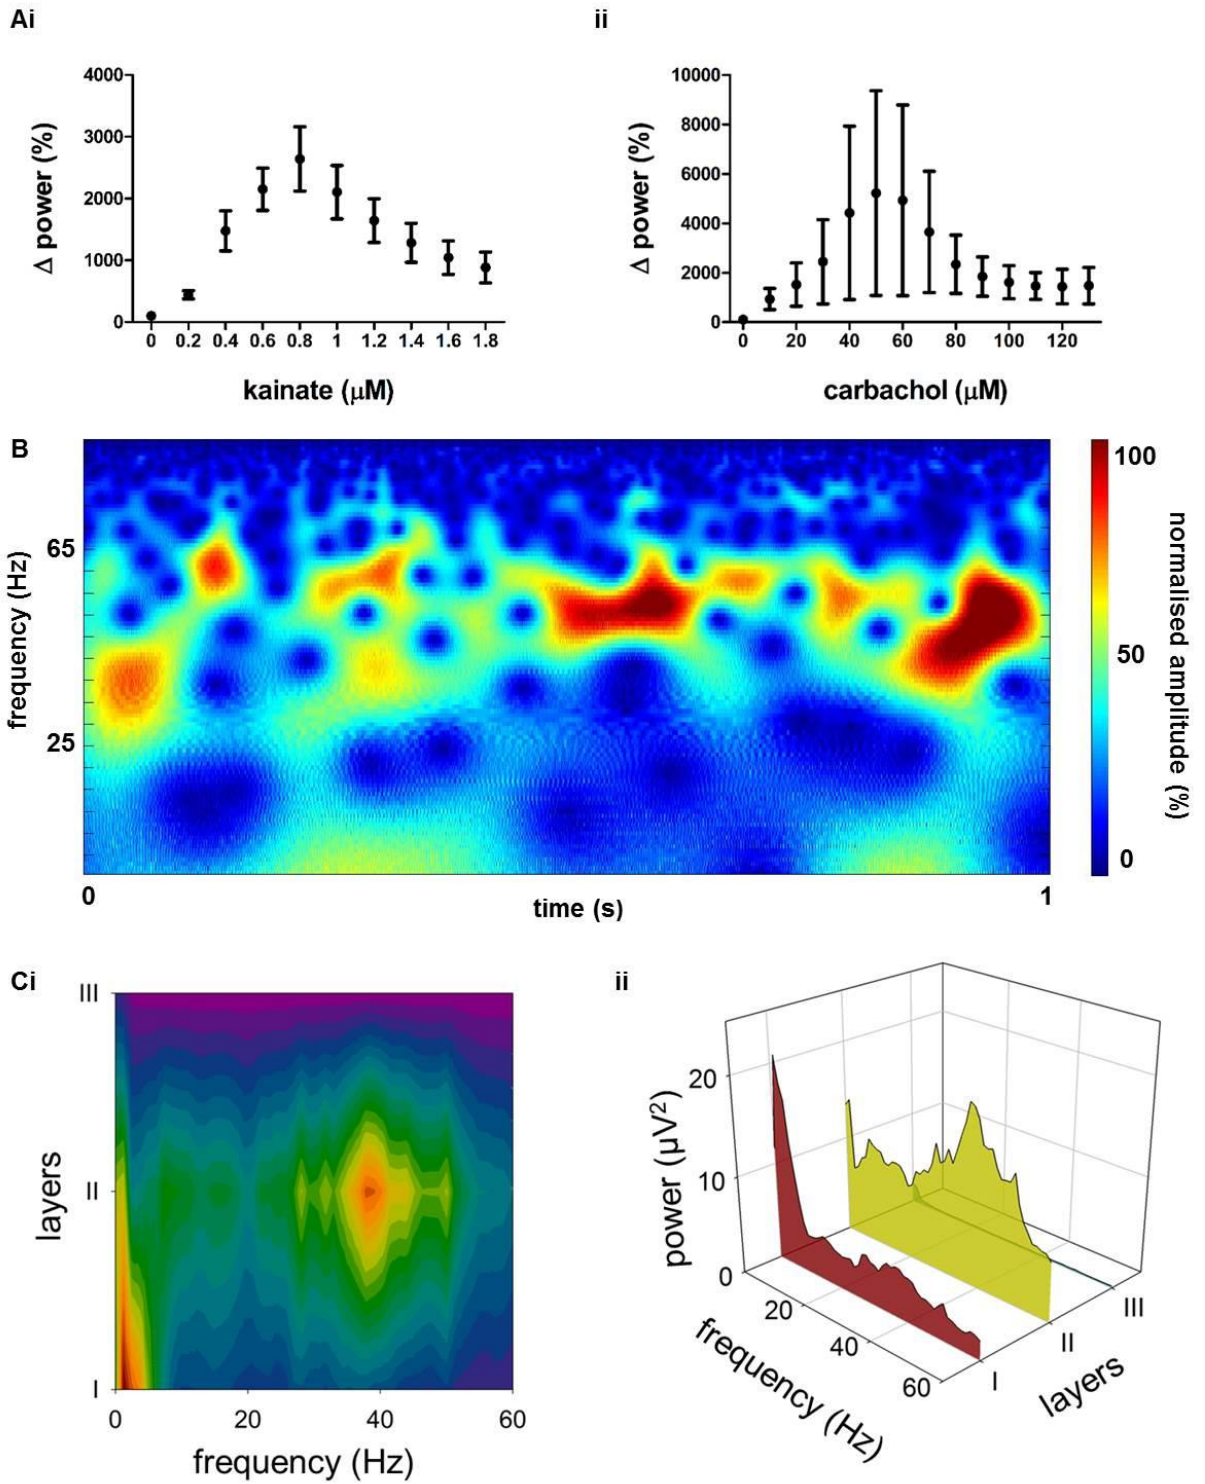 Ai
ii
4000
3000
2000
1000
0
Δ power (%)
0 0.2 0.4 0.6 0.8 1 1.2 1.4 1.6 1.8
kainate (μM)
10000
8000
6000
4000
2000
0
Δ power (%)
0 20 40 60 80 100 120
carbachol (μM)
B
65
25
frequency (Hz)
0 1
time (s)
100
50
0
normalised amplitude (%)
Ci
III
II
I
layers
0 20 40 60
frequency (Hz)
ii
20
10
0
power (μV²)
20
40
60
frequency (Hz)
I
II
III
layers